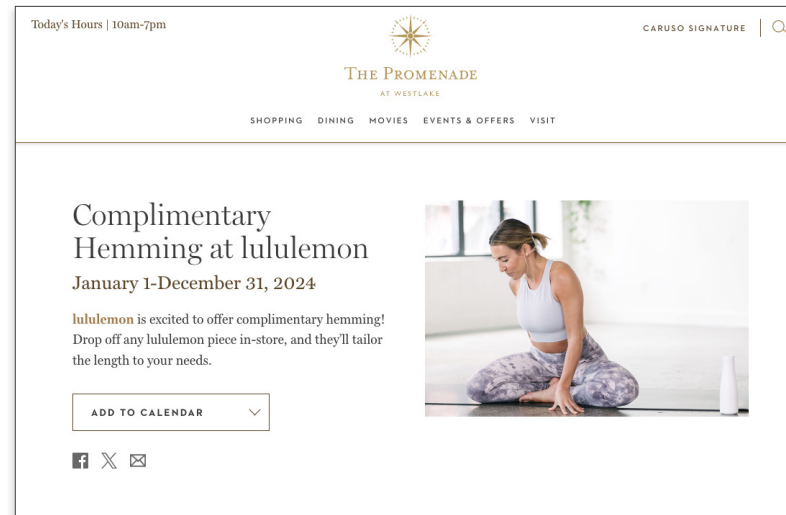 Today's Hours | 10am-7pm
CARUSO SIGNATURE
THE PROMENADE
AT WESTLAKE
SHOPPING DINING MOVIES EVENTS & OFFERS VISIT
Complimentary
Hemming at lululemon
January 1-December 31, 2024
lululemon is excited to offer complimentary hemming!
Drop off any lululemon piece in-store, and they'll tailor
the length to your needs.
ADD TO CALENDAR